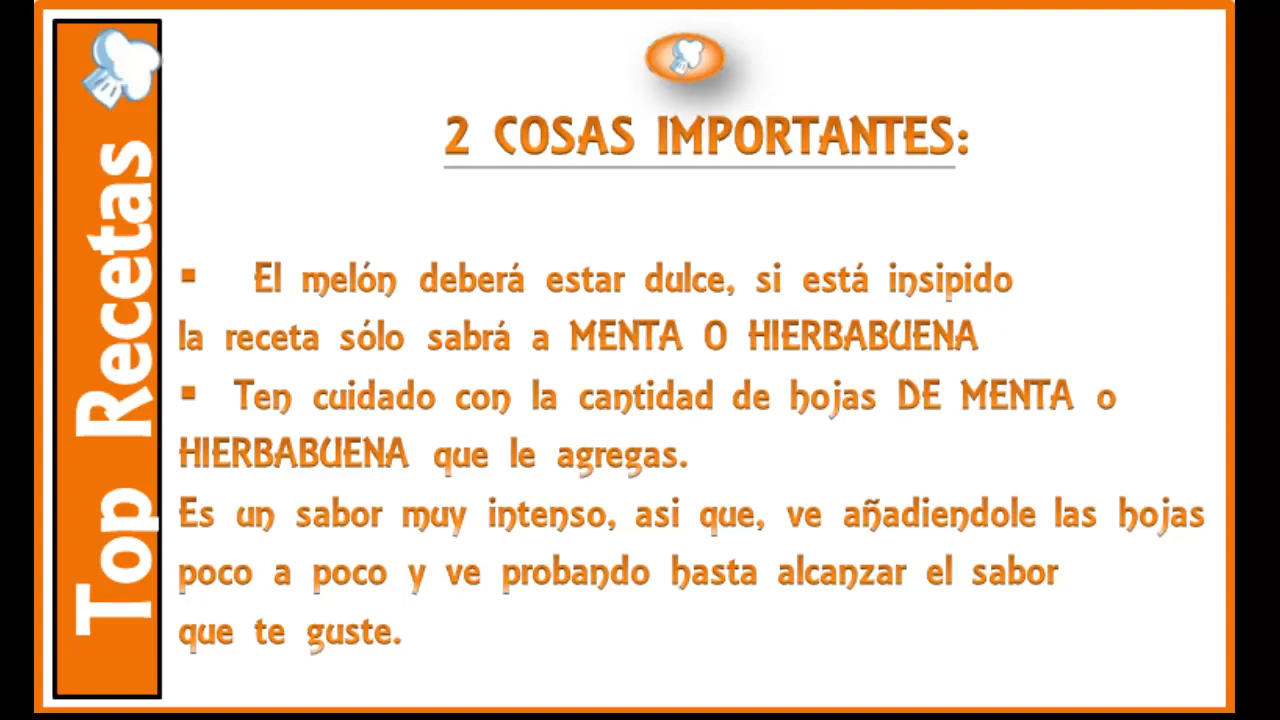 Top Recetas
2 COSAS IMPORTANTES:
▪ El melón deberá estar dulce, si está insipido
la receta sólo sabrá a MENTA O HIERBABUENA
▪ Ten cuidado con la cantidad de hojas DE MENTA o
HIERBABUENA que le agregas.
Es un sabor muy intenso, asi que, ve añadiendole las hojas
poco a poco y ve probando hasta alcanzar el sabor
que te guste.